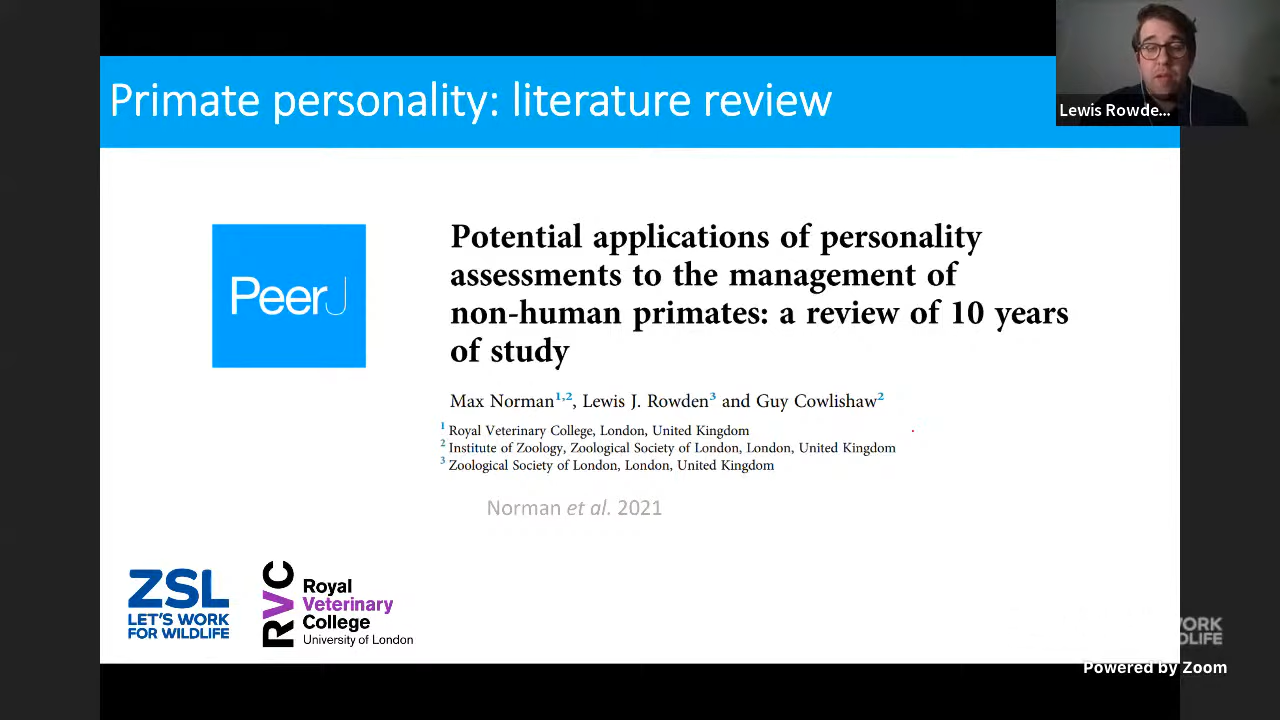 Primate personality: literature review
Lewis Rowde...
PeerJ
Potential applications of personality
assessments to the management of
non-human primates: a review of 10 years
of study
Max Norman1,2, Lewis J. Rowden3 and Guy Cowlishaw2
1 Royal Veterinary College, London, United Kingdom
2 Institute of Zoology, Zoological Society of London, London, United Kingdom
3 Zoological Society of London, London, United Kingdom
Norman et al. 2021
ZSL
LET'S WORK
FOR WILDLIFE
RVC
Royal
Veterinary
College
University of London
ORK
DLIFE
Powered by Zoom